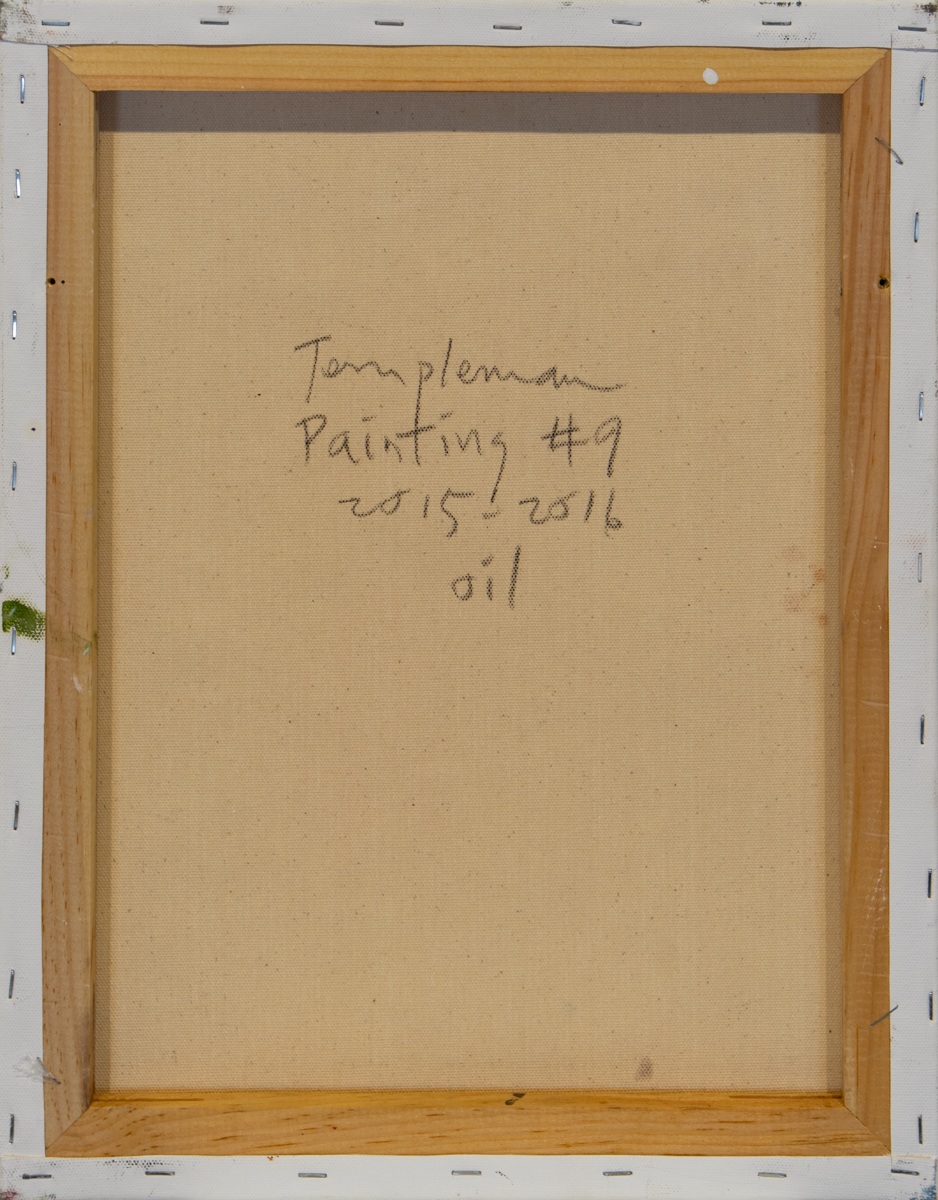 Templeman
Painting #9
2015-2016
oil